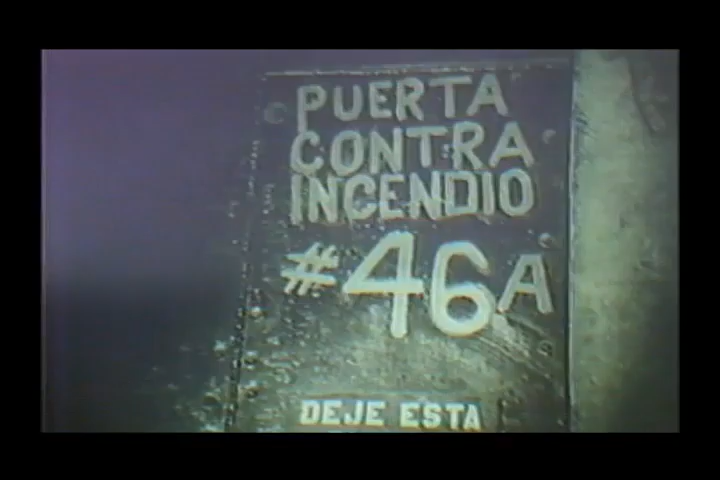 PUERTA
CONTRA
INCENDIO
#46A
DEJE ESTA